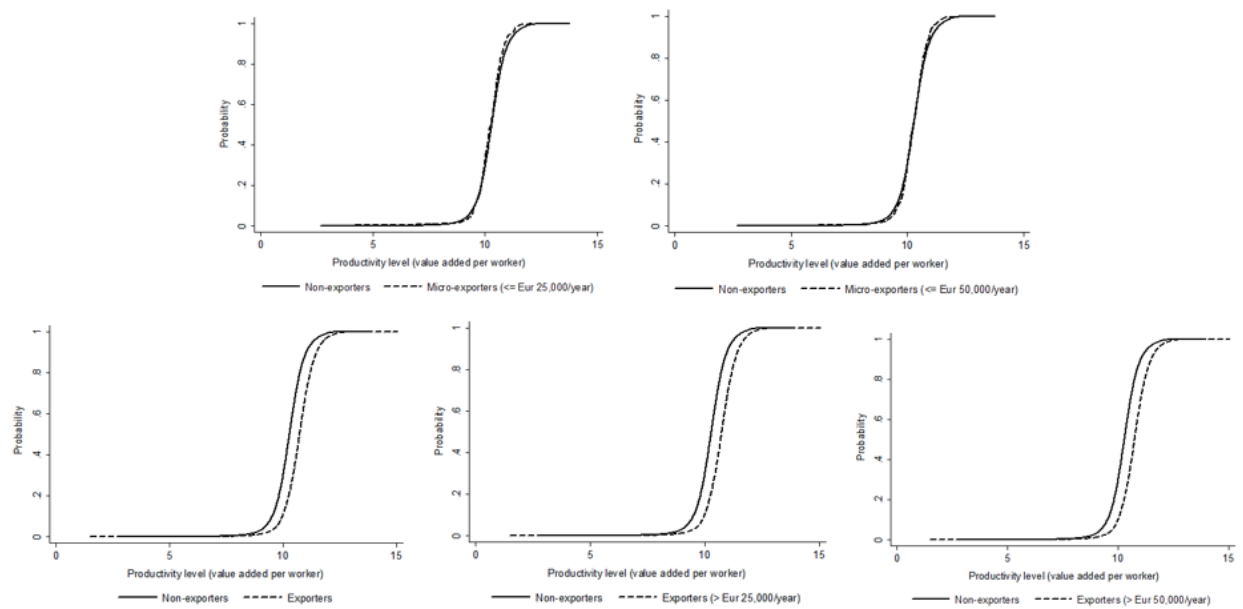 1
.8
.6
.4
.2
0
Probability
0 5 10 15
Productivity level (value added per worker)
Non-exporters Micro-exporters (<= Eur 25,000/year)
1
.8
.6
.4
.2
0
Probability
0 5 10 15
Productivity level (value added per worker)
Non-exporters Micro-exporters (<= Eur 50,000/year)
1
.8
.6
.4
.2
0
Probability
0 5 10 15
Productivity level (value added per worker)
Non-exporters Exporters
1
.8
.6
.4
.2
0
Probability
0 5 10 15
Productivity level (value added per worker)
Non-exporters Exporters (> Eur 25,000/year)
1
.8
.6
.4
.2
0
Probability
0 5 10 15
Productivity level (value added per worker)
Non-exporters Exporters (> Eur 50,000/year)